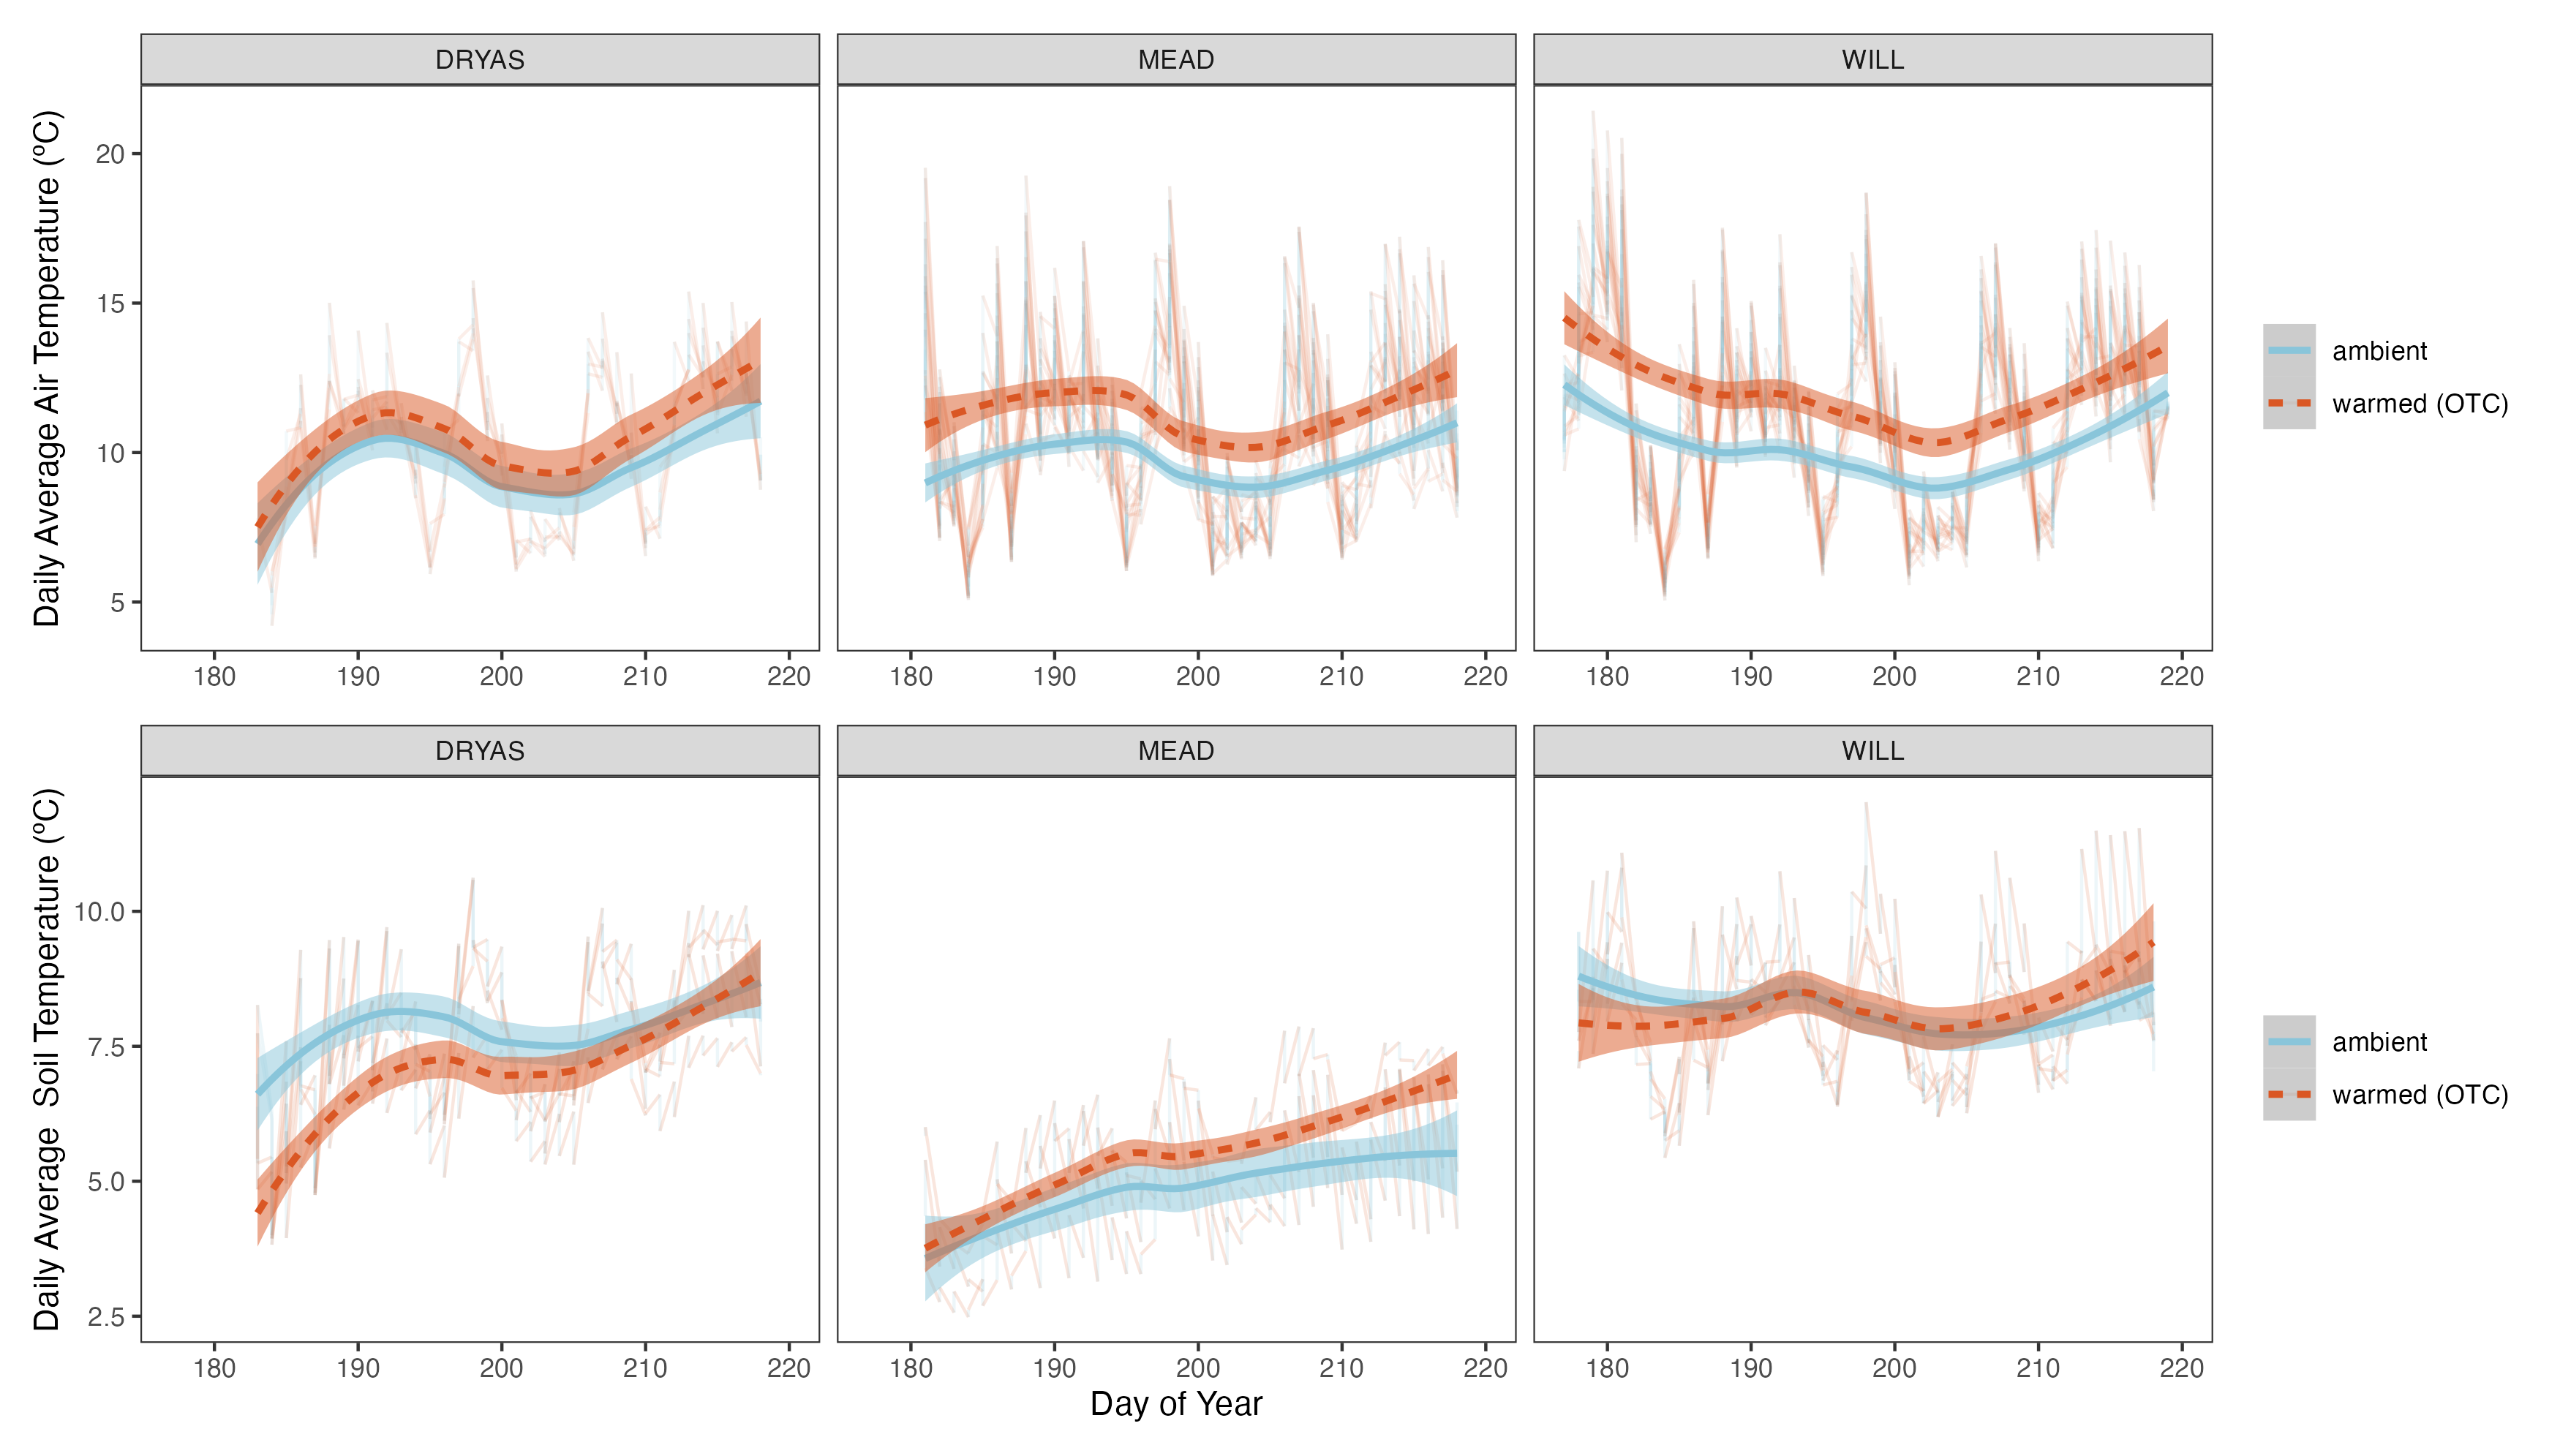 DRYAS
MEAD
WILL
Daily Average Air Temperature (ºC)
20
15
10
5
180 190 200 210 220
180 190 200 210 220
180 190 200 210 220
ambient
warmed (OTC)
DRYAS
MEAD
WILL
Daily Average  Soil Temperature (ºC)
10.0
7.5
5.0
2.5
180 190 200 210 220
180 190 200 210 220
180 190 200 210 220
Day of Year
ambient
warmed (OTC)